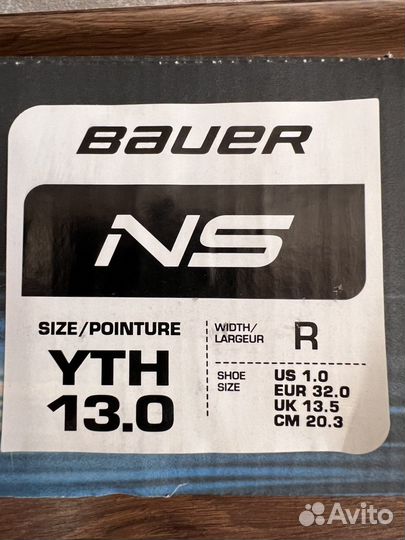 BAUER
NS
SIZE/POINTURE
YTH
13.0
WIDTH/
LARGEUR
R
SHOE
SIZE
US 1.0
EUR 32.0
UK 13.5
CM 20.3
Avito